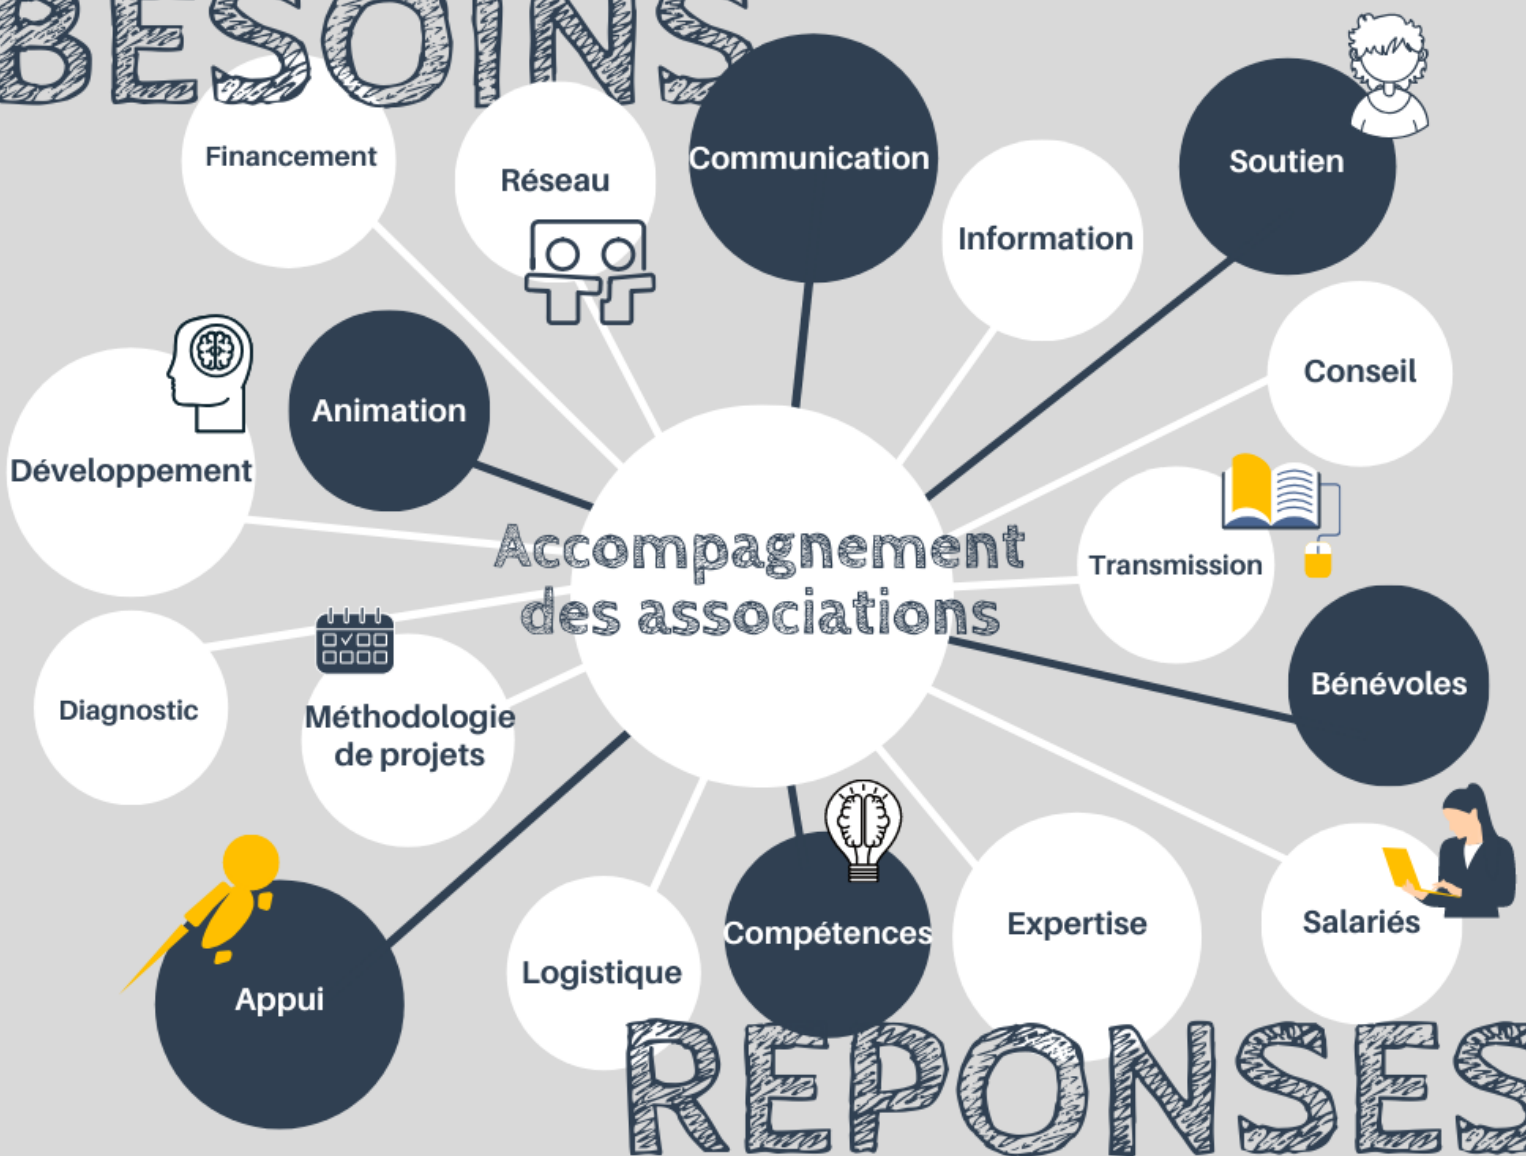 BESOINS
Financement
Réseau
Communication
Information
Soutien
Conseil
Animation
Développement
Accompagnement
des associations
Transmission
Bénévoles
Diagnostic
Méthodologie
de projets
Appui
Logistique
Compétences
Expertise
Salariés
REPONSES